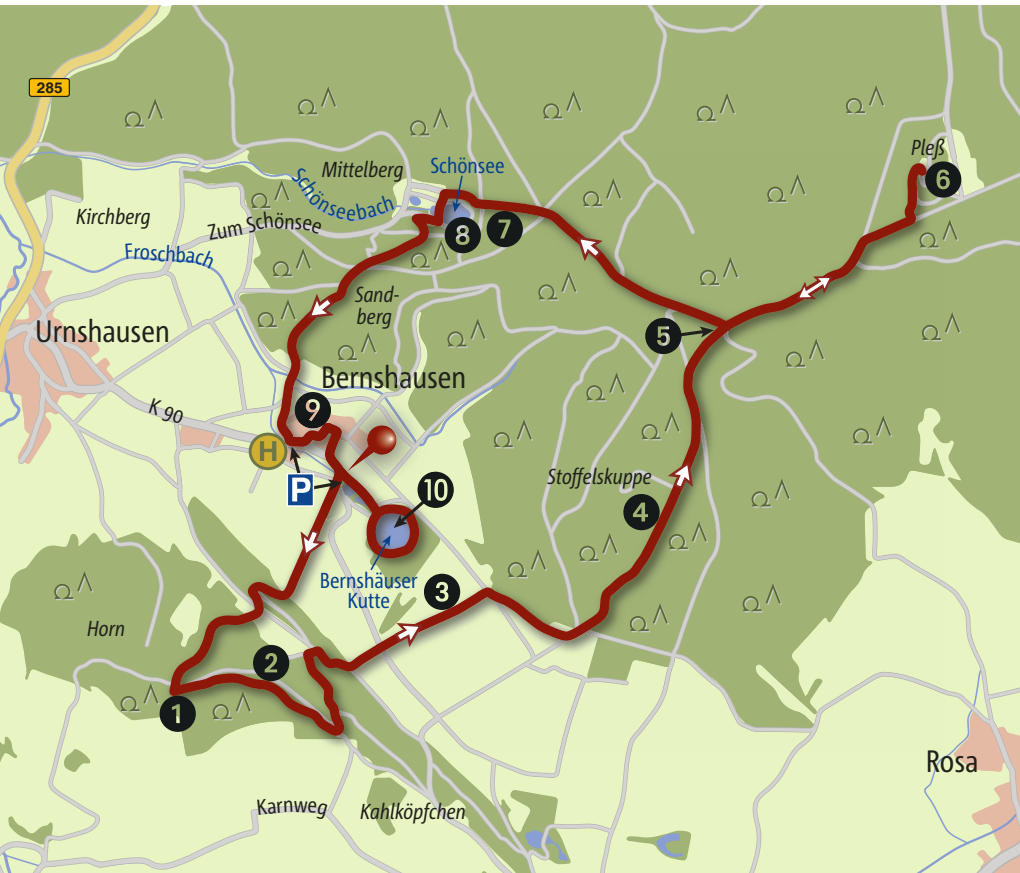 285
Mittelberg
Schönsee
Pleß
6
Schönseebach
Kirchberg
Zum Schönsee
8
7
Froschbach
Sand-
berg
Urnshausen
5
Bernshausen
K 90
9
H
P
10
Stoffelskuppe
4
Bernshäuser
Kutte
3
Horn
2
1
Rosa
Karnweg
Kahlköpfchen